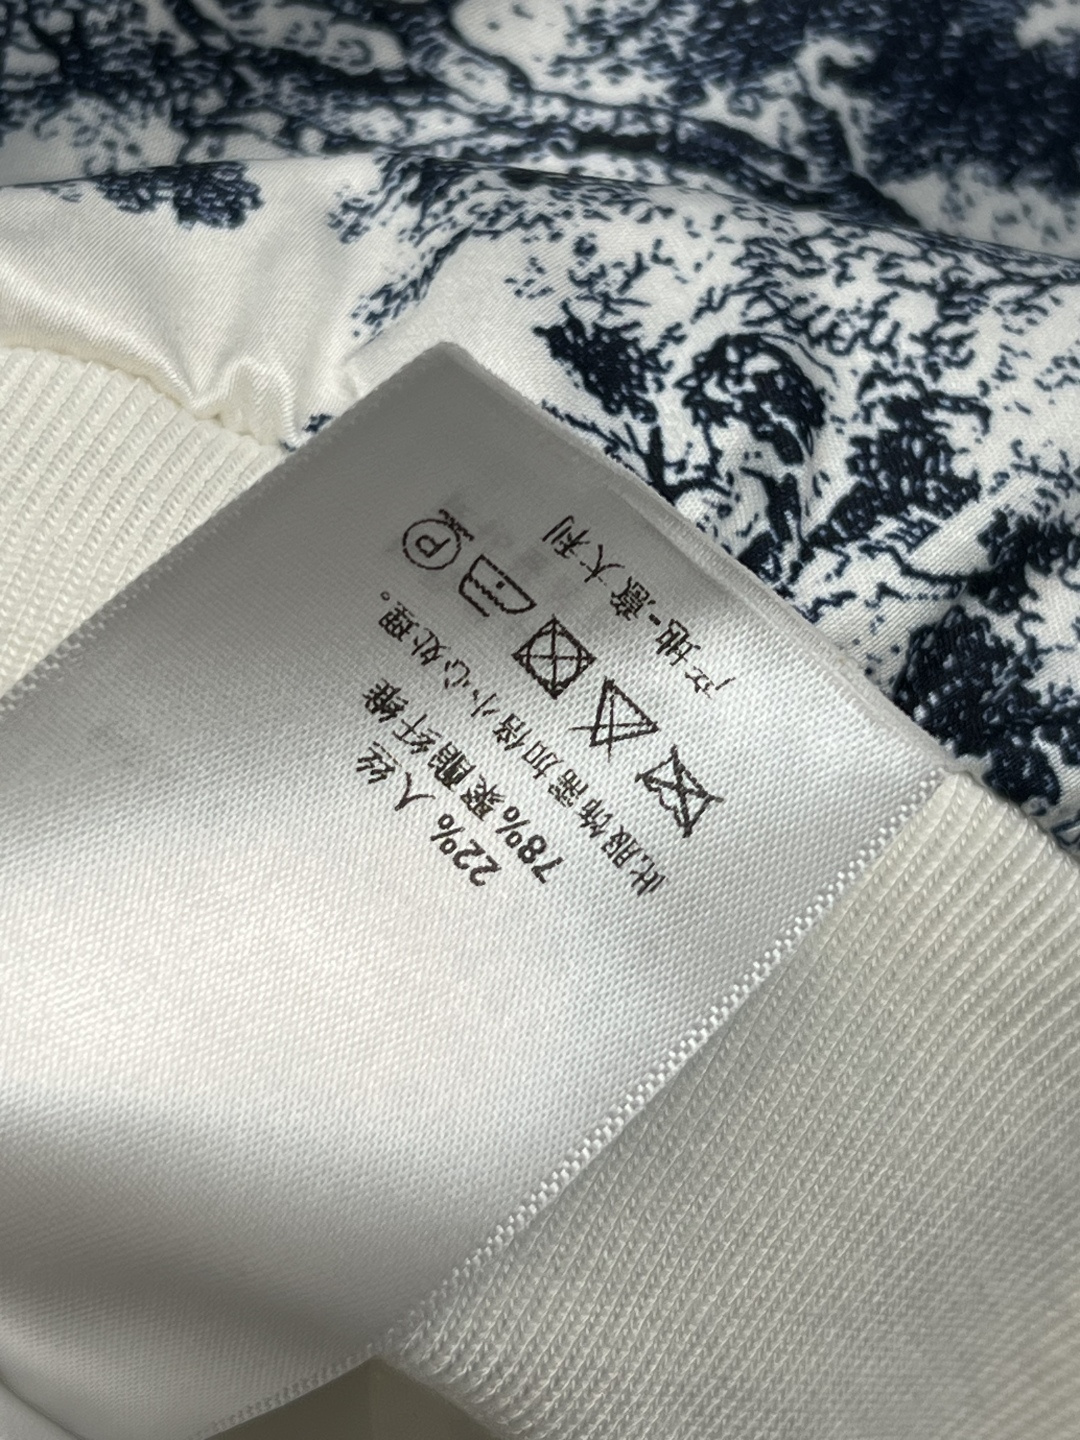 22% 人丝
78% 聚酯纤维
此服饰需加倍小心处理。
P
产地-意大利